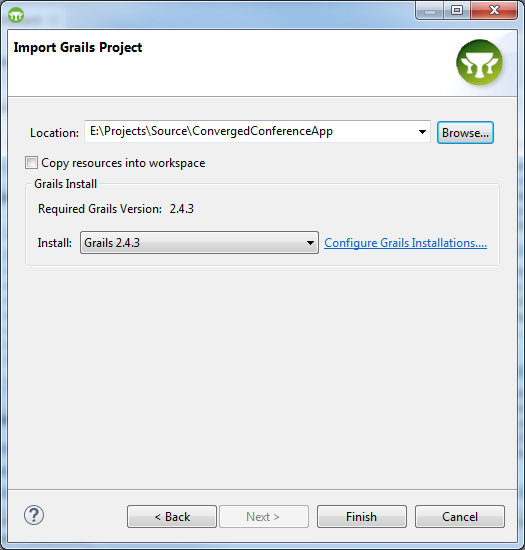 Import Grails Project
Location: E:\Projects\Source\ConvergedConferenceApp Browse...
Copy resources into workspace
Grails Install
Required Grails Version: 2.4.3
Install: Grails 2.4.3 Configure Grails Installations....
? < Back Next > Finish Cancel